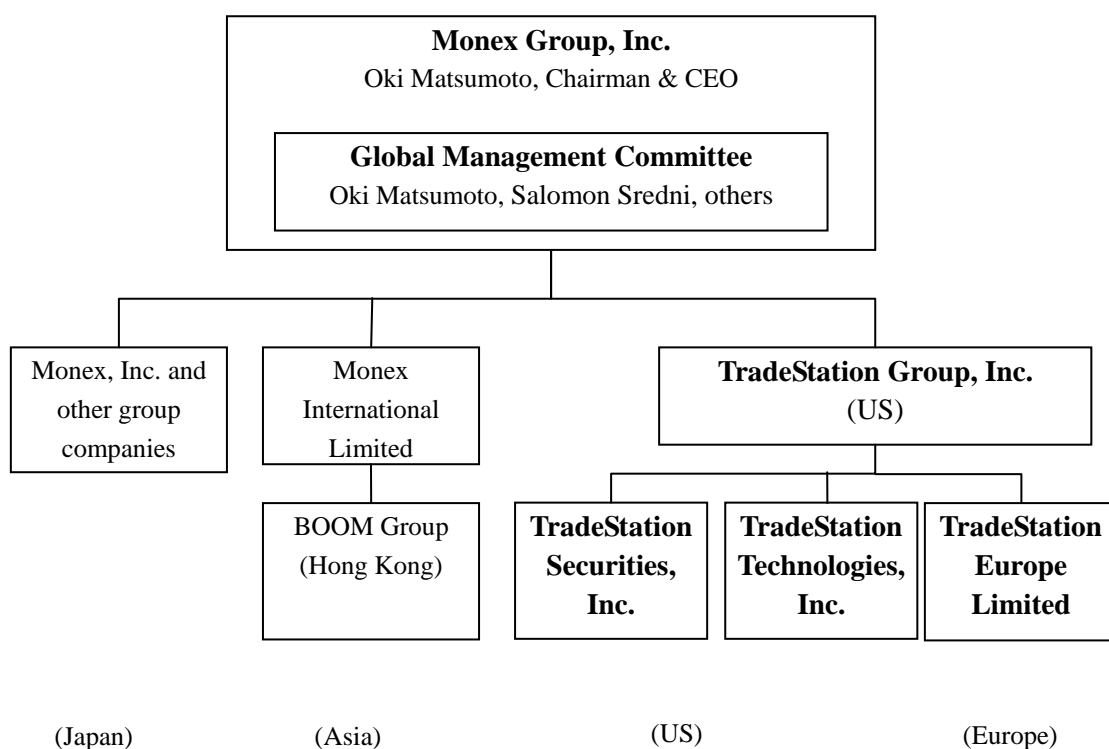 Monex Group, Inc.
Oki Matsumoto, Chairman & CEO
Global Management Committee
Oki Matsumoto, Salomon Sredni, others
Monex, Inc. and
other group
companies
Monex
International
Limited
TradeStation Group, Inc.
(US)
BOOM Group
(Hong Kong)
TradeStation
Securities,
Inc.
TradeStation
Technologies,
Inc.
TradeStation
Europe
Limited
(Japan)
(Asia)
(US)
(Europe)